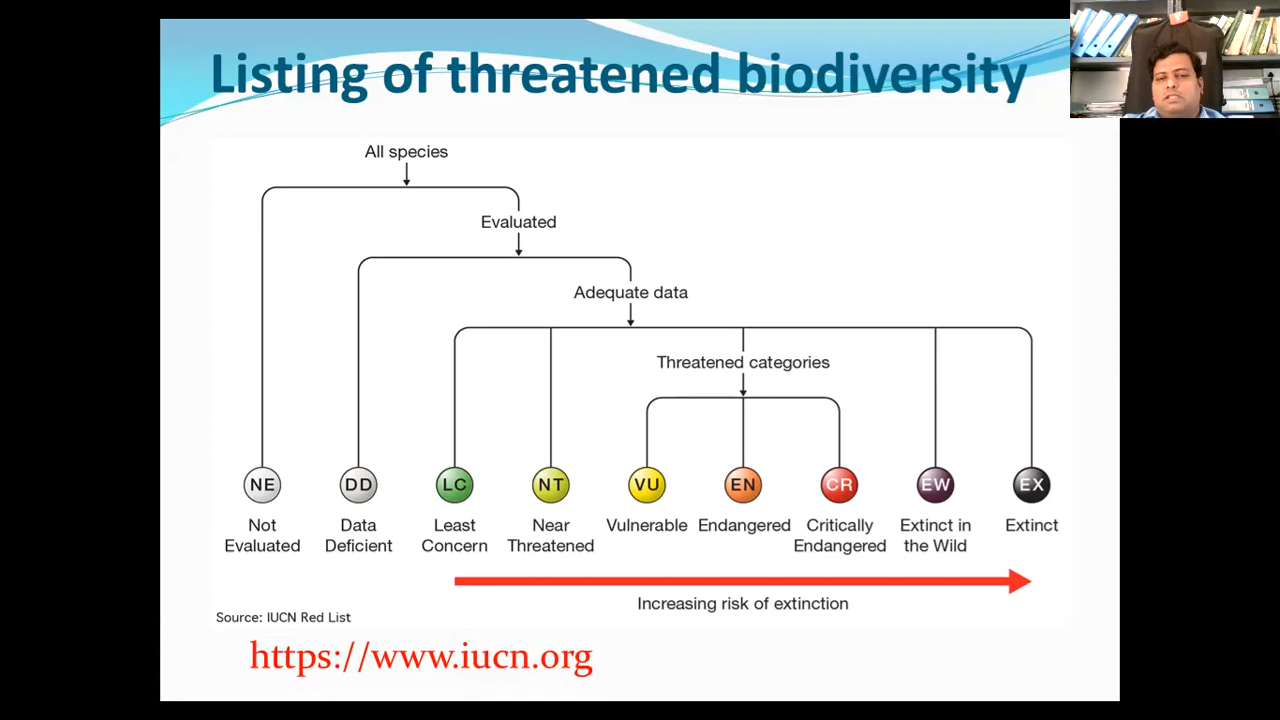 Listing of threatened biodiversity
All species
Evaluated
Adequate data
Threatened categories
NE DD LC NT VU EN CR EW EX
Not Evaluated
Data Deficient
Least Concern
Near Threatened
Vulnerable
Endangered
Critically Endangered
Extinct in the Wild
Extinct
Increasing risk of extinction
Source: IUCN Red List
https://www.iucn.org